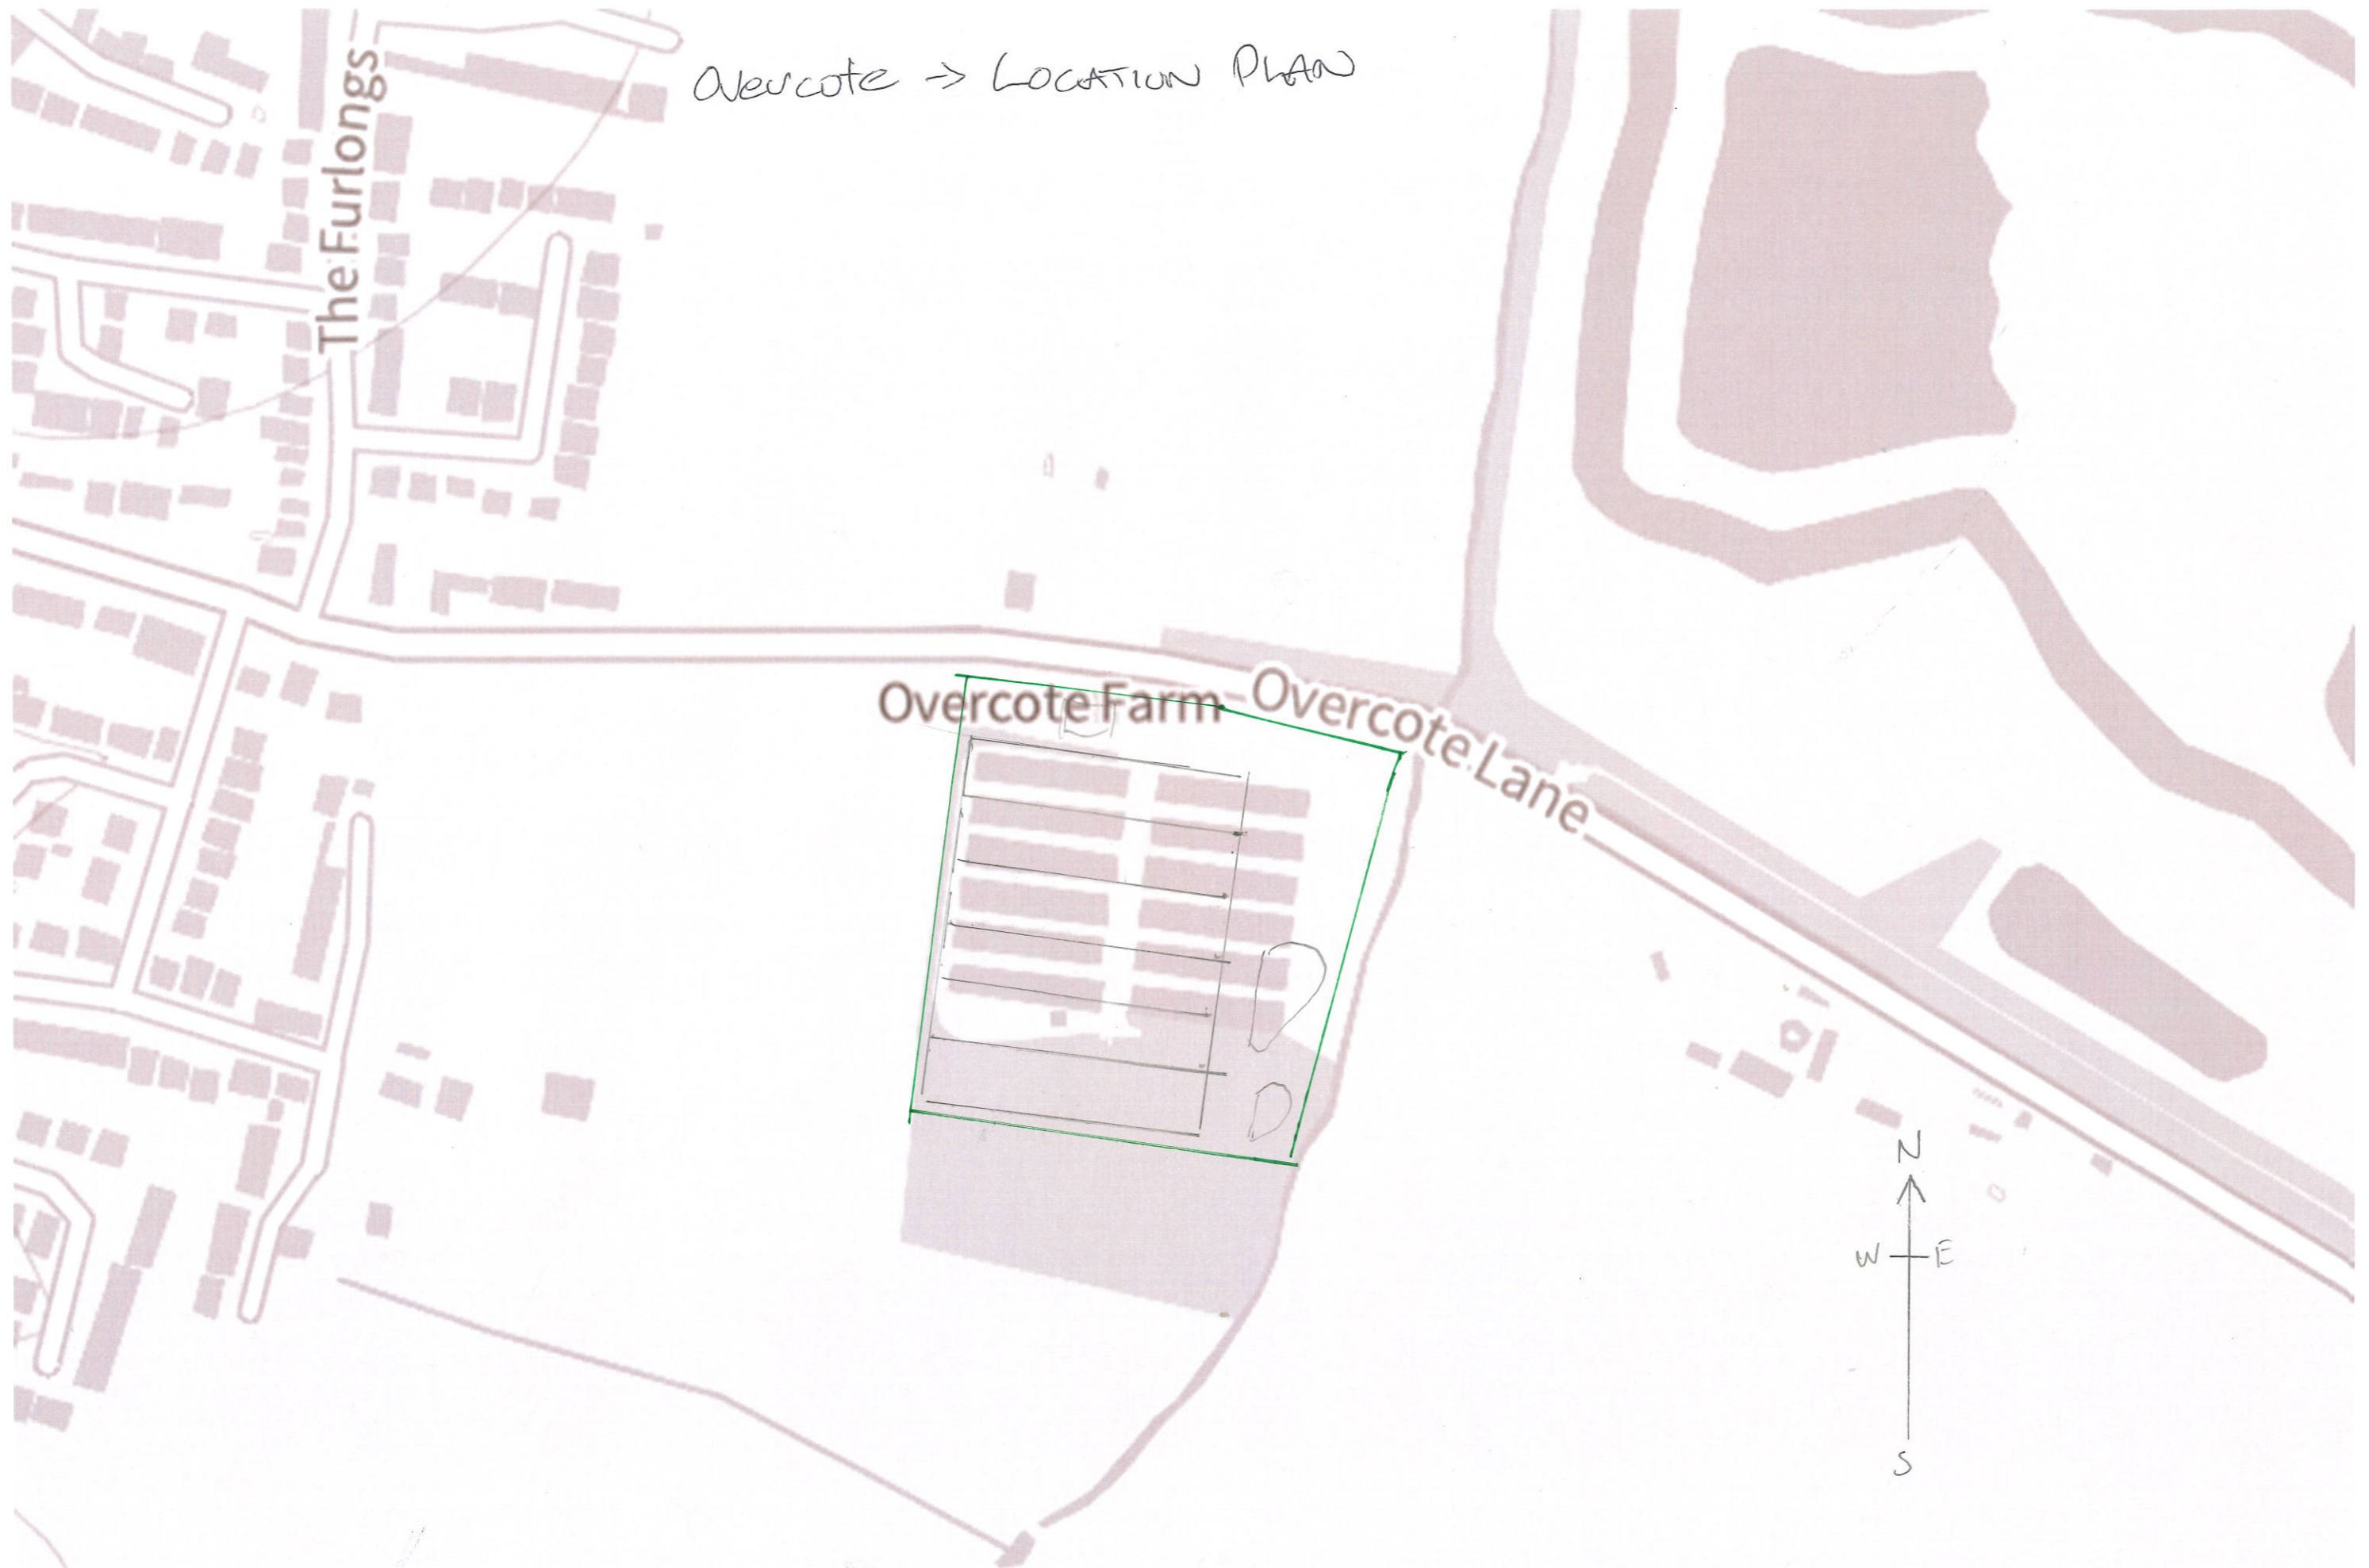 Overcote → LOCATION PLAN
The Furlongs
Overcote Farm
Overcote Lane
N
W E
S